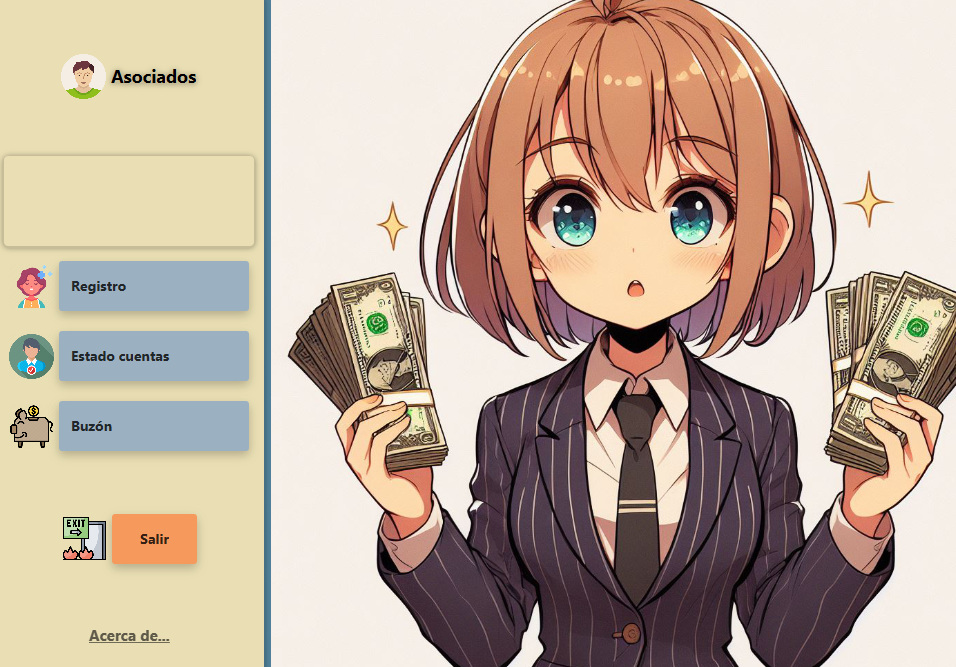 Asociados
Registro
Estado cuentas
Buzón
EXIT
Salir
Acerca de...